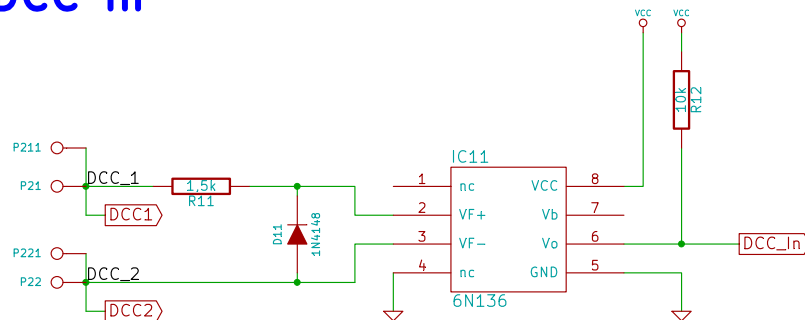 DCC In
VCC
VCC
10k
R12
P211
P21
DCC_1
1,5k
R11
DCC1
D11
1N4148
P221
P22
DCC_2
DCC2
IC11
1
nc
VCC
8
2
VF+
Vb
7
3
VF-
Vo
6
4
nc
GND
5
6N136
DCC_In